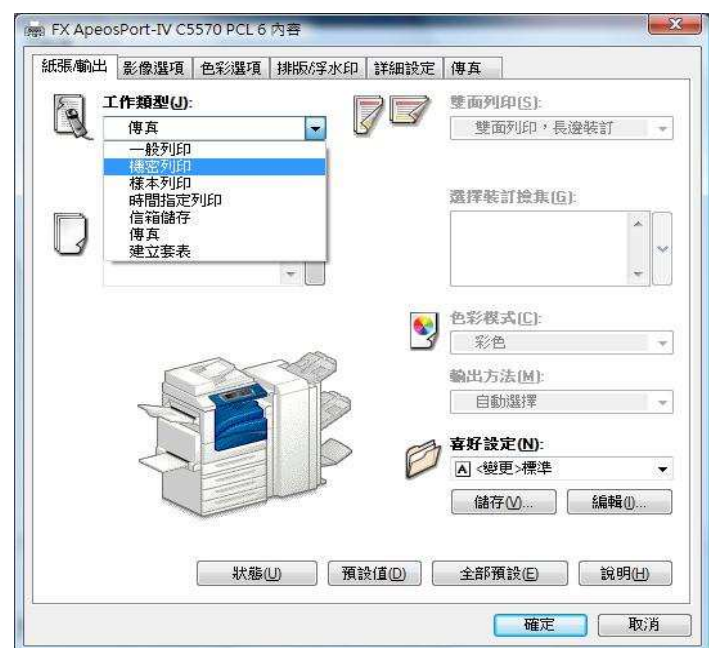 FX ApeosPort-IV C5570 PCL 6 內容
紙張/輸出 影像選項 色彩選項 排版/浮水印 詳細設定 傳真
工作類型(J):
傳真
一般列印
機密列印
樣本列印
時間指定列印
信箱儲存
傳真
建立套表
雙面列印(S):
雙面列印,長邊裝訂
選擇裝訂撿集(G):
色彩模式(C):
彩色
輸出方法(M):
自動選擇
喜好設定(N):
A <變更>標準
儲存(V)... 編輯(I)...
狀態(U) 預設值(D) 全部預設(E) 說明(H)
確定 取消